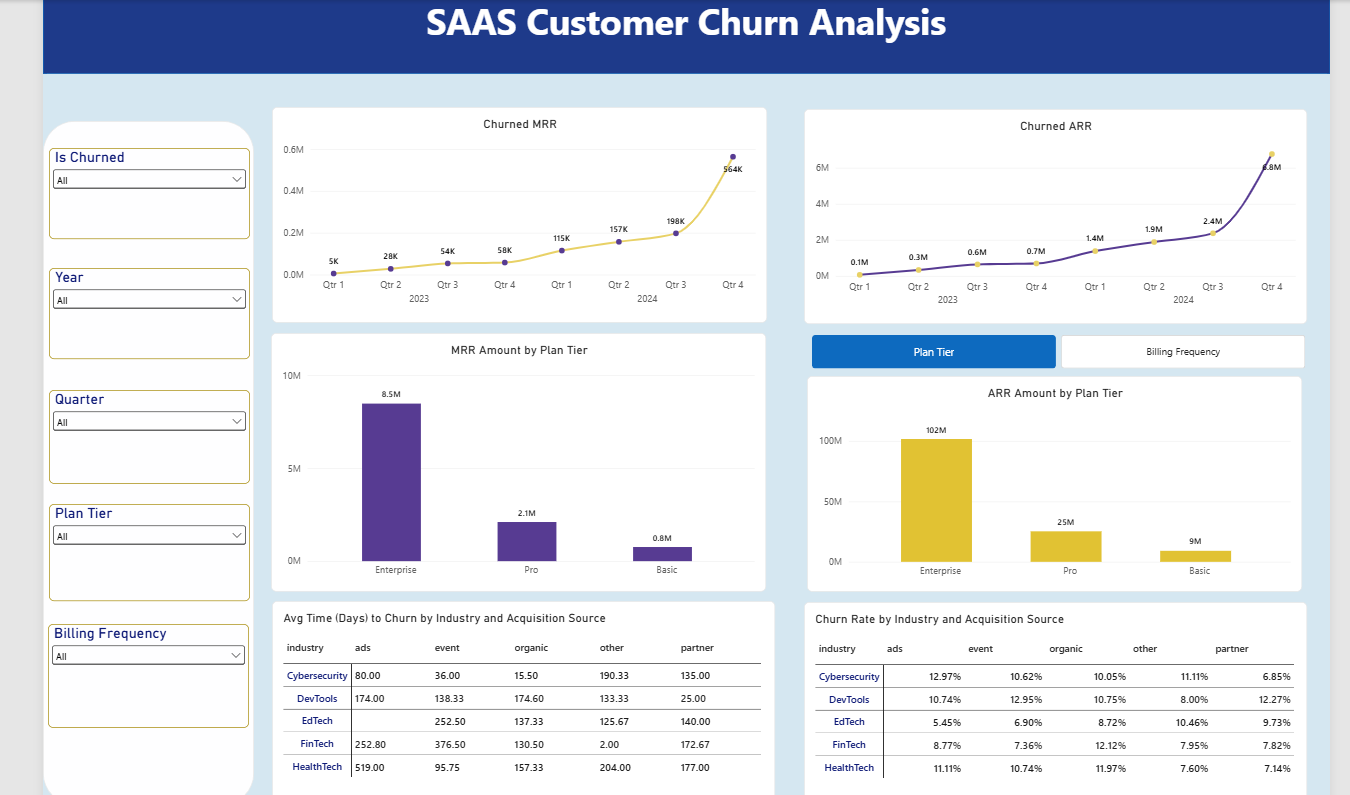 SAAS Customer Churn Analysis
Is Churned
All
Year
All
Quarter
All
Plan Tier
All
Billing Frequency
All
Churned MRR
0.6M
0.4M
0.2M
0.0M
5K 28K 54K 58K 115K 157K 198K 564K
Qtr 1 Qtr 2 Qtr 3 Qtr 4 Qtr 1 Qtr 2 Qtr 3 Qtr 4
2023 2024
Churned ARR
6M
4M
2M
0M
0.1M 0.3M 0.6M 0.7M 1.4M 1.9M 2.4M 6.8M
Qtr 1 Qtr 2 Qtr 3 Qtr 4 Qtr 1 Qtr 2 Qtr 3 Qtr 4
2023 2024
MRR Amount by Plan Tier
10M
5M
0M
8.5M 2.1M 0.8M
Enterprise Pro Basic
Plan Tier Billing Frequency
ARR Amount by Plan Tier
100M
50M
0M
102M 25M 9M
Enterprise Pro Basic
Avg Time (Days) to Churn by Industry and Acquisition Source
industry ads event organic other partner
Cybersecurity 80.00 36.00 15.50 190.33 135.00
DevTools 174.00 138.33 174.60 133.33 25.00
EdTech 252.50 137.33 125.67 140.00
FinTech 252.80 376.50 130.50 2.00 172.67
HealthTech 519.00 95.75 157.33 204.00 177.00
Churn Rate by Industry and Acquisition Source
industry ads event organic other partner
Cybersecurity 12.97% 10.62% 10.05% 11.11% 6.85%
DevTools 10.74% 12.95% 10.75% 8.00% 12.27%
EdTech 5.45% 6.90% 8.72% 10.46% 9.73%
FinTech 8.77% 7.36% 12.12% 7.95% 7.82%
HealthTech 11.11% 10.74% 11.97% 7.60% 7.14%